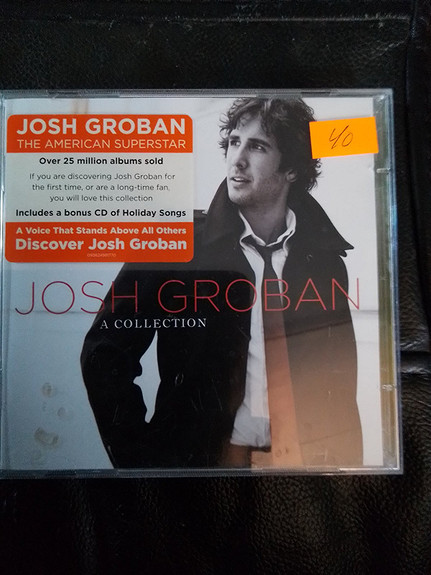 JOSH GROBAN
THE AMERICAN SUPERSTAR
Over 25 million albums sold
If you are discovering Josh Groban for
the first time, or are a long-time fan,
you will love this collection
Includes a bonus CD of Holiday Songs
A Voice That Stands Above All Others
Discover Josh Groban
40
JOSH GROBAN
A COLLECTION